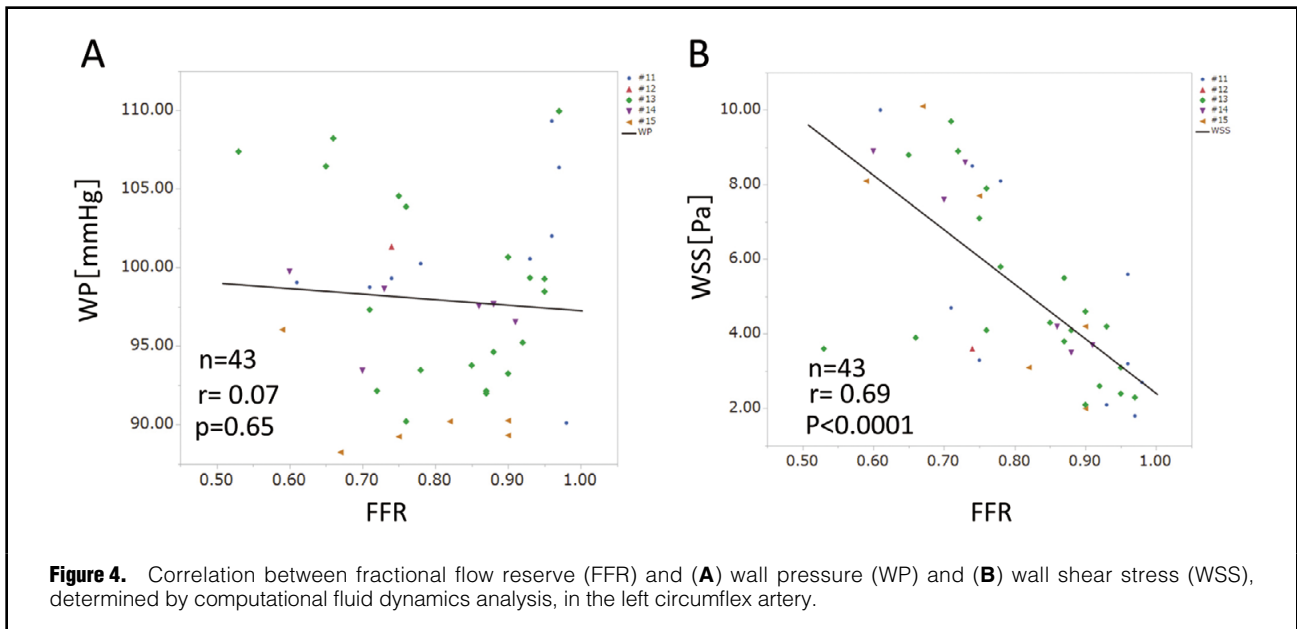 A
#11
#12
#13
#14
#15
WP
110.00
105.00
100.00
95.00
90.00
WP[mmHg]
n=43
r= 0.07
p=0.65
0.50 0.60 0.70 0.80 0.90 1.00
FFR
B
#11
#12
#13
#14
#15
WSS
10.00
8.00
6.00
4.00
2.00
WSS[Pa]
n=43
r= 0.69
P<0.0001
0.50 0.60 0.70 0.80 0.90 1.00
FFR
Figure 4. Correlation between fractional flow reserve (FFR) and (A) wall pressure (WP) and (B) wall shear stress (WSS),
determined by computational fluid dynamics analysis, in the left circumflex artery.